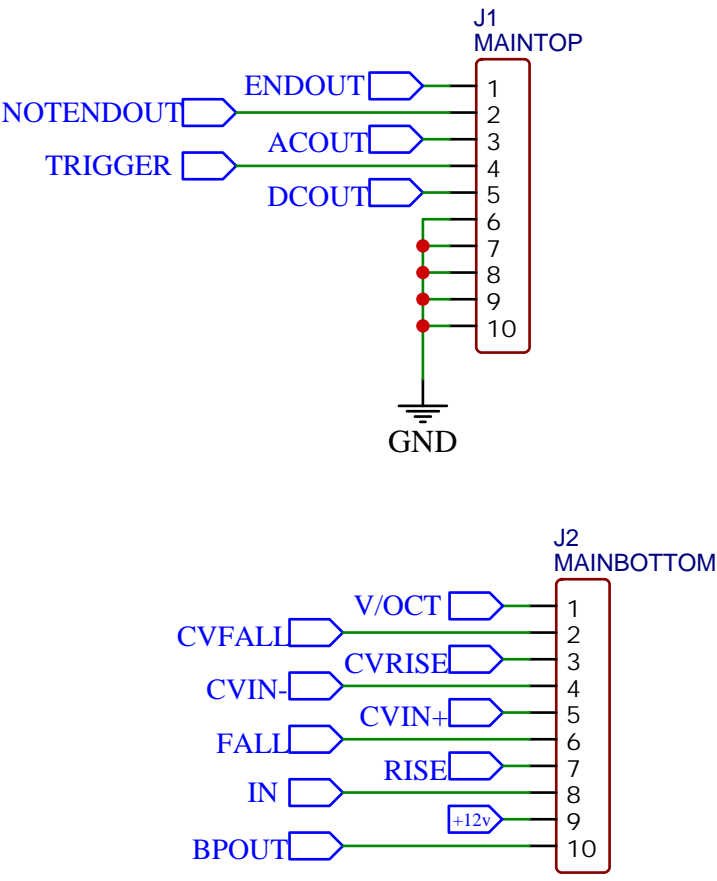 J1
MAINTOP
ENDOUT 1
NOTENDOUT 2
ACOUT 3
TRIGGER 4
DCOUT 5
6
7
8
9
10
GND
J2
MAINBOTTOM
V/OCT 1
CVFALL 2
CVRISE 3
CVIN- 4
CVIN+ 5
FALL 6
RISE 7
IN 8
+12v 9
BPOUT 10